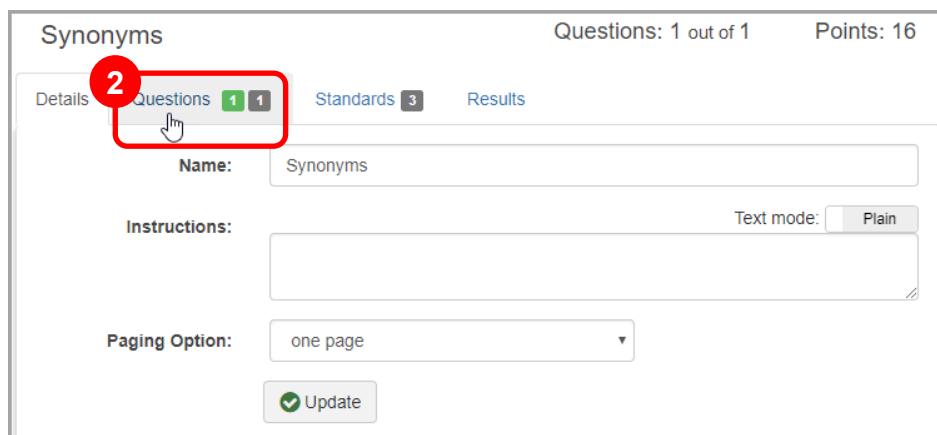 Synonyms Questions: 1 out of 1 Points: 16
2
Details Questions 1 1 Standards 3 Results
Name: Synonyms
Text mode: Plain
Instructions:
Paging Option: one page
Update